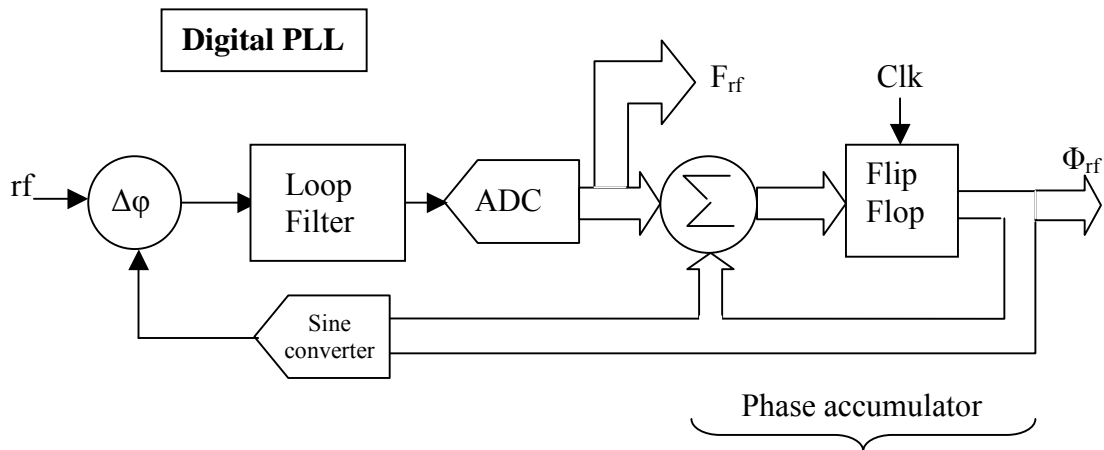 Digital PLL
F_rf
Clk
Φ_rf
rf
Δφ
Loop
Filter
ADC
∑
Flip
Flop
Sine
converter
Phase accumulator